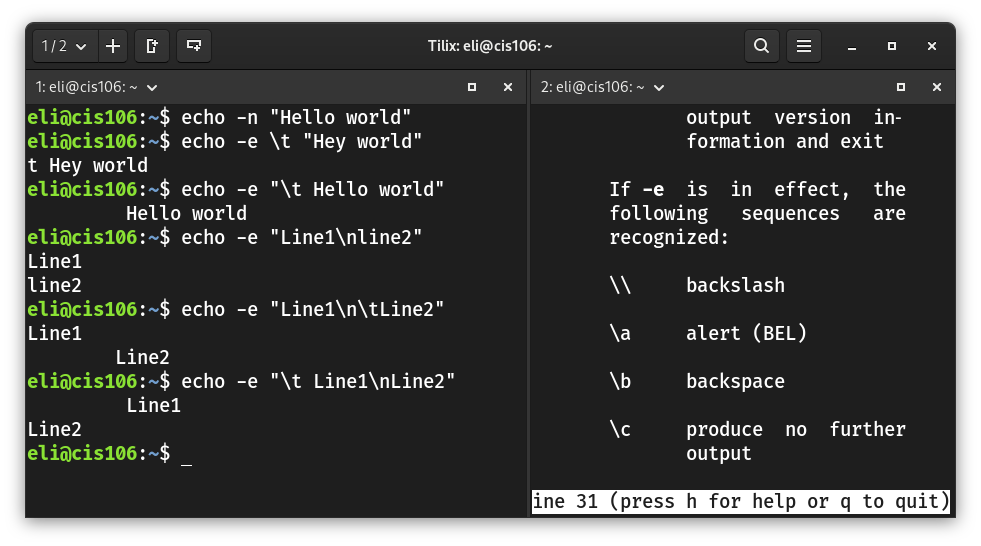 1 / 2
Tilix: eli@cis106: ~
1: eli@cis106: ~
eli@cis106:~$ echo -n "Hello world"
eli@cis106:~$ echo -e \t "Hey world"
t Hey world
eli@cis106:~$ echo -e "\t Hello world"
         Hello world
eli@cis106:~$ echo -e "Line1\nline2"
Line1
line2
eli@cis106:~$ echo -e "Line1\n\tLine2"
Line1
        Line2
eli@cis106:~$ echo -e "\t Line1\nLine2"
         Line1
Line2
eli@cis106:~$ _
2: eli@cis106: ~
output version in-
formation and exit
If -e is in effect, the
following sequences are
recognized:
\\     backslash
\a     alert (BEL)
\b     backspace
\c     produce no further
output
ine 31 (press h for help or q to quit)